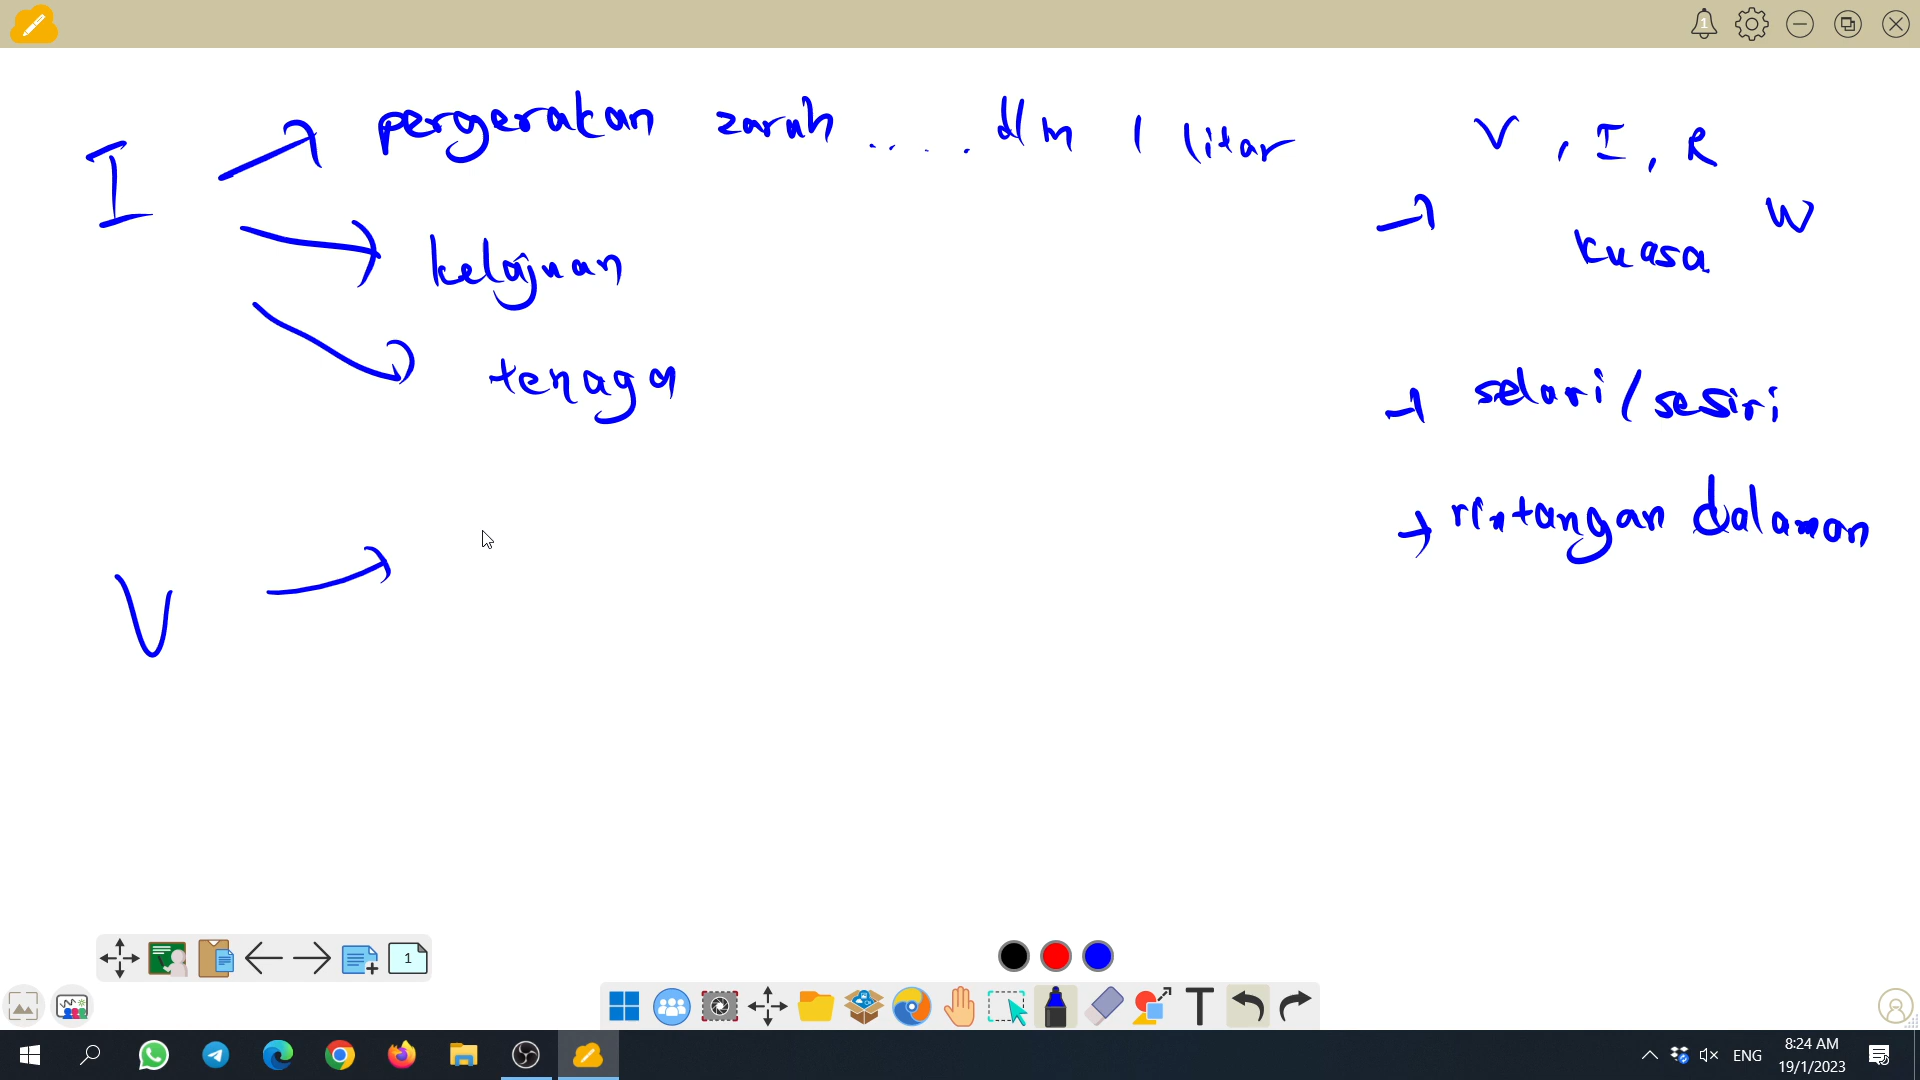 I → pergerakan zarah ..... dlm 1 litar
→ kelajuan
→ tenaga
V →
V, I, R
→ kuasa W
→ selari / sesiri
→ rintangan dalaman
1
1
T
ENG
8:24 AM
19/1/2023